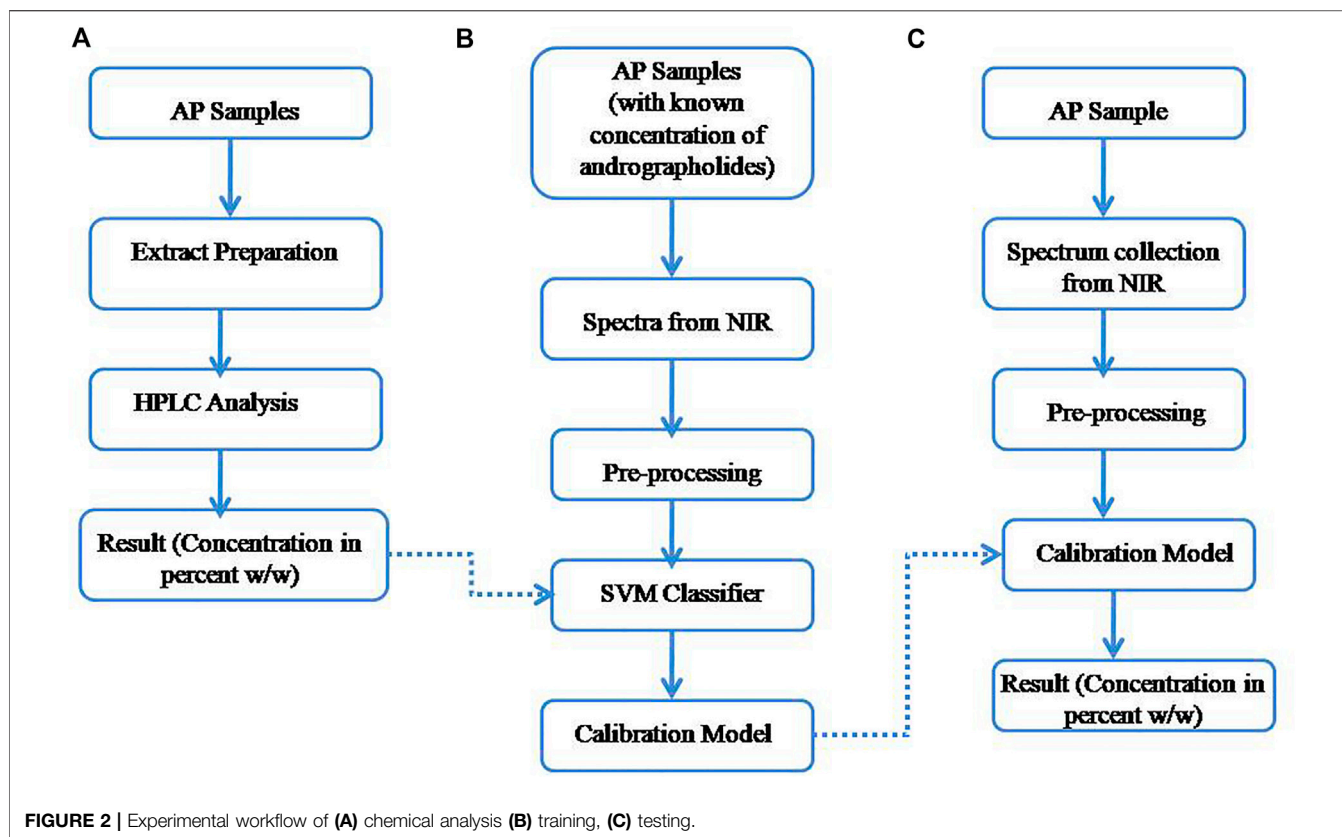 A
AP Samples
Extract Preparation
HPLC Analysis
Result (Concentration in
percent w/w)
B
AP Samples
(with known
concentration of
andrographolides)
Spectra from NIR
Pre-processing
SVM Classifier
Calibration Model
C
AP Sample
Spectrum collection
from NIR
Pre-processing
Calibration Model
Result (Concentration in
percent w/w)
FIGURE 2 | Experimental workflow of (A) chemical analysis (B) training, (C) testing.